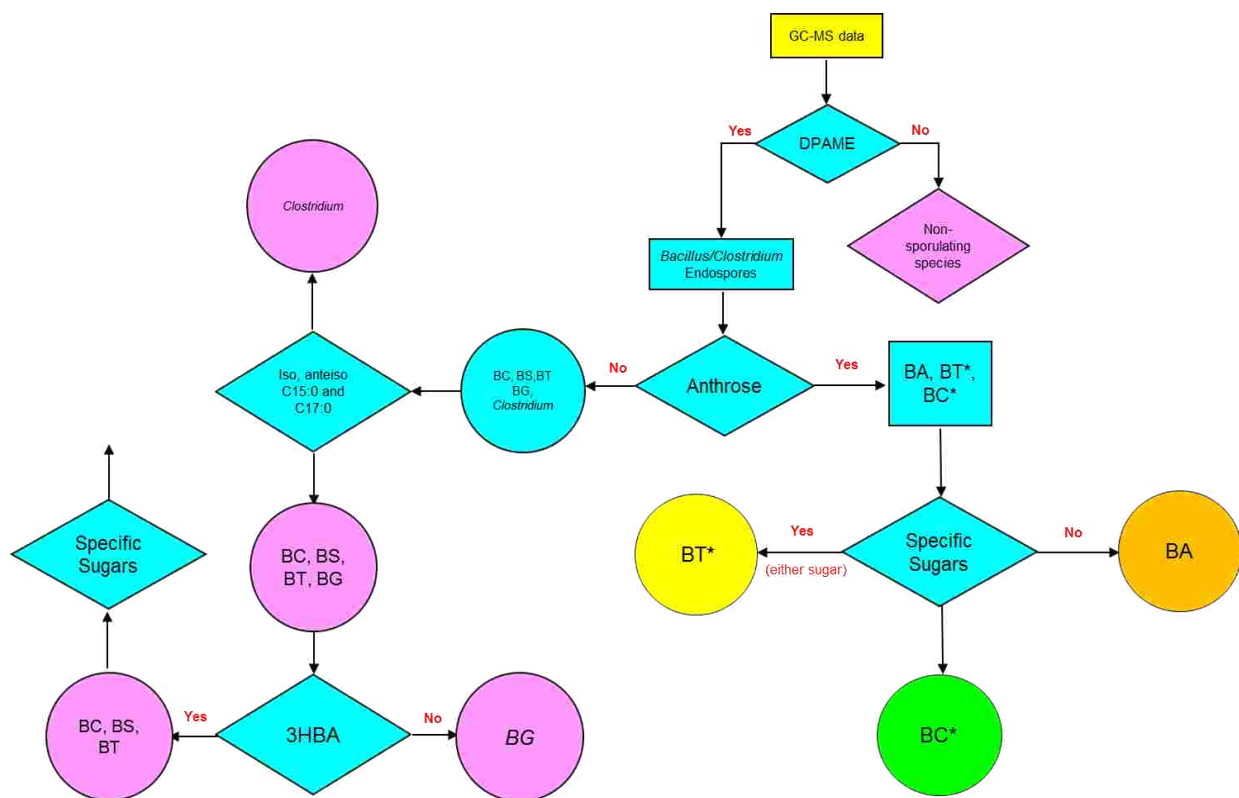 GC-MS data
Yes
No
DPAME
Clostridium
Non-
sporulating
species
Bacillus/Clostridium
Endospores
Iso, anteiso
C15:0 and
C17:0
BC, BS,BT
BG,
Clostridium
No
Anthrose
Yes
BA, BT*,
BC*
Specific
Sugars
BC, BS,
BT, BG
BT*
Yes
(either sugar)
Specific
Sugars
No
BA
BC, BS,
BT
Yes
3HBA
No
BG
BC*